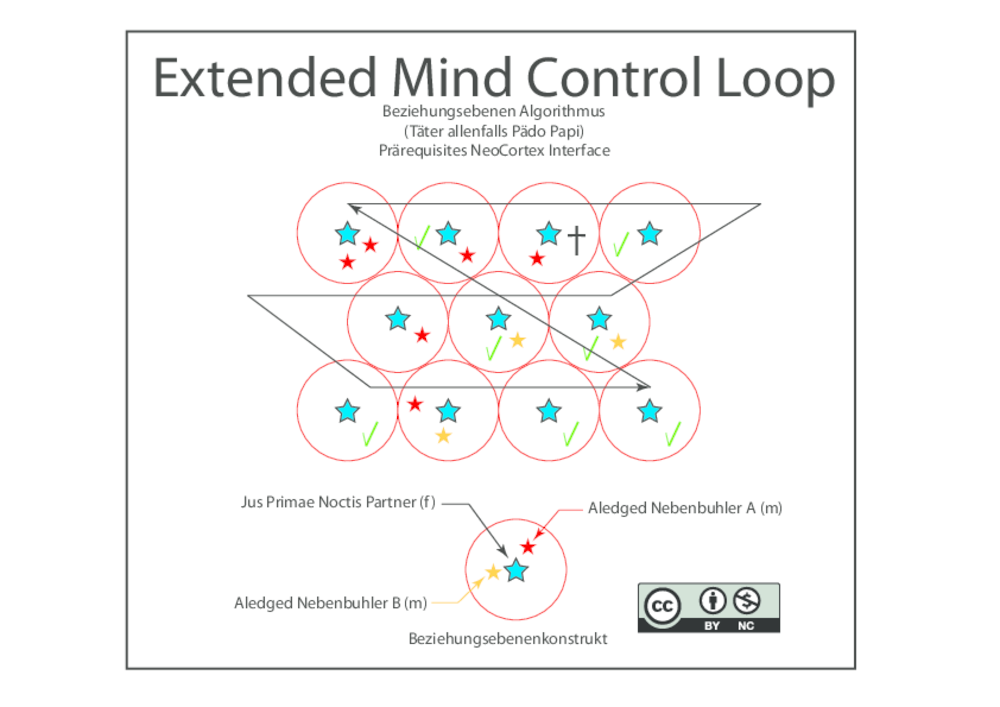 Extended Mind Control Loop
Beziehungsebenen Algorithmus
(Täter allenfalls Pädo Papi)
Prärequisites NeoCortex Interface
Jus Primae Noctis Partner (f)
Aledged Nebenbuhler A (m)
Aledged Nebenbuhler B (m)
Beziehungsebenenkonstrukt
cc
BY NC